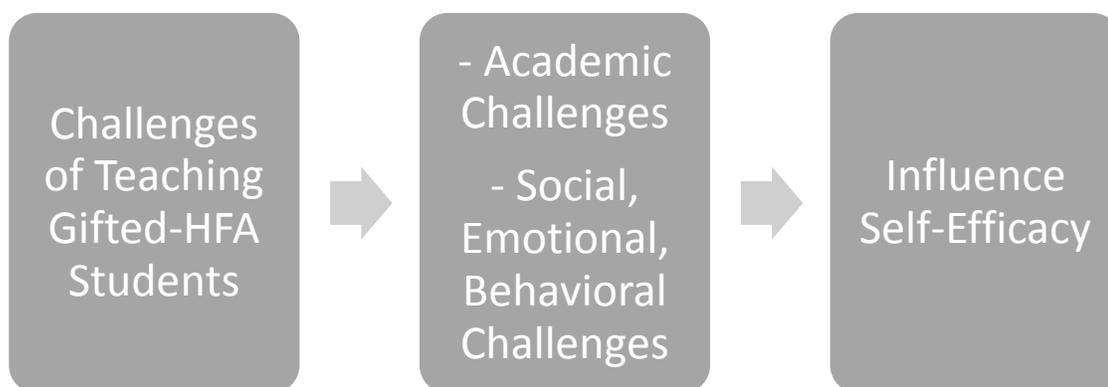 Challenges
of Teaching
Gifted-HFA
Students
- Academic
Challenges
- Social,
Emotional,
Behavioral
Challenges
Influence
Self-Efficacy